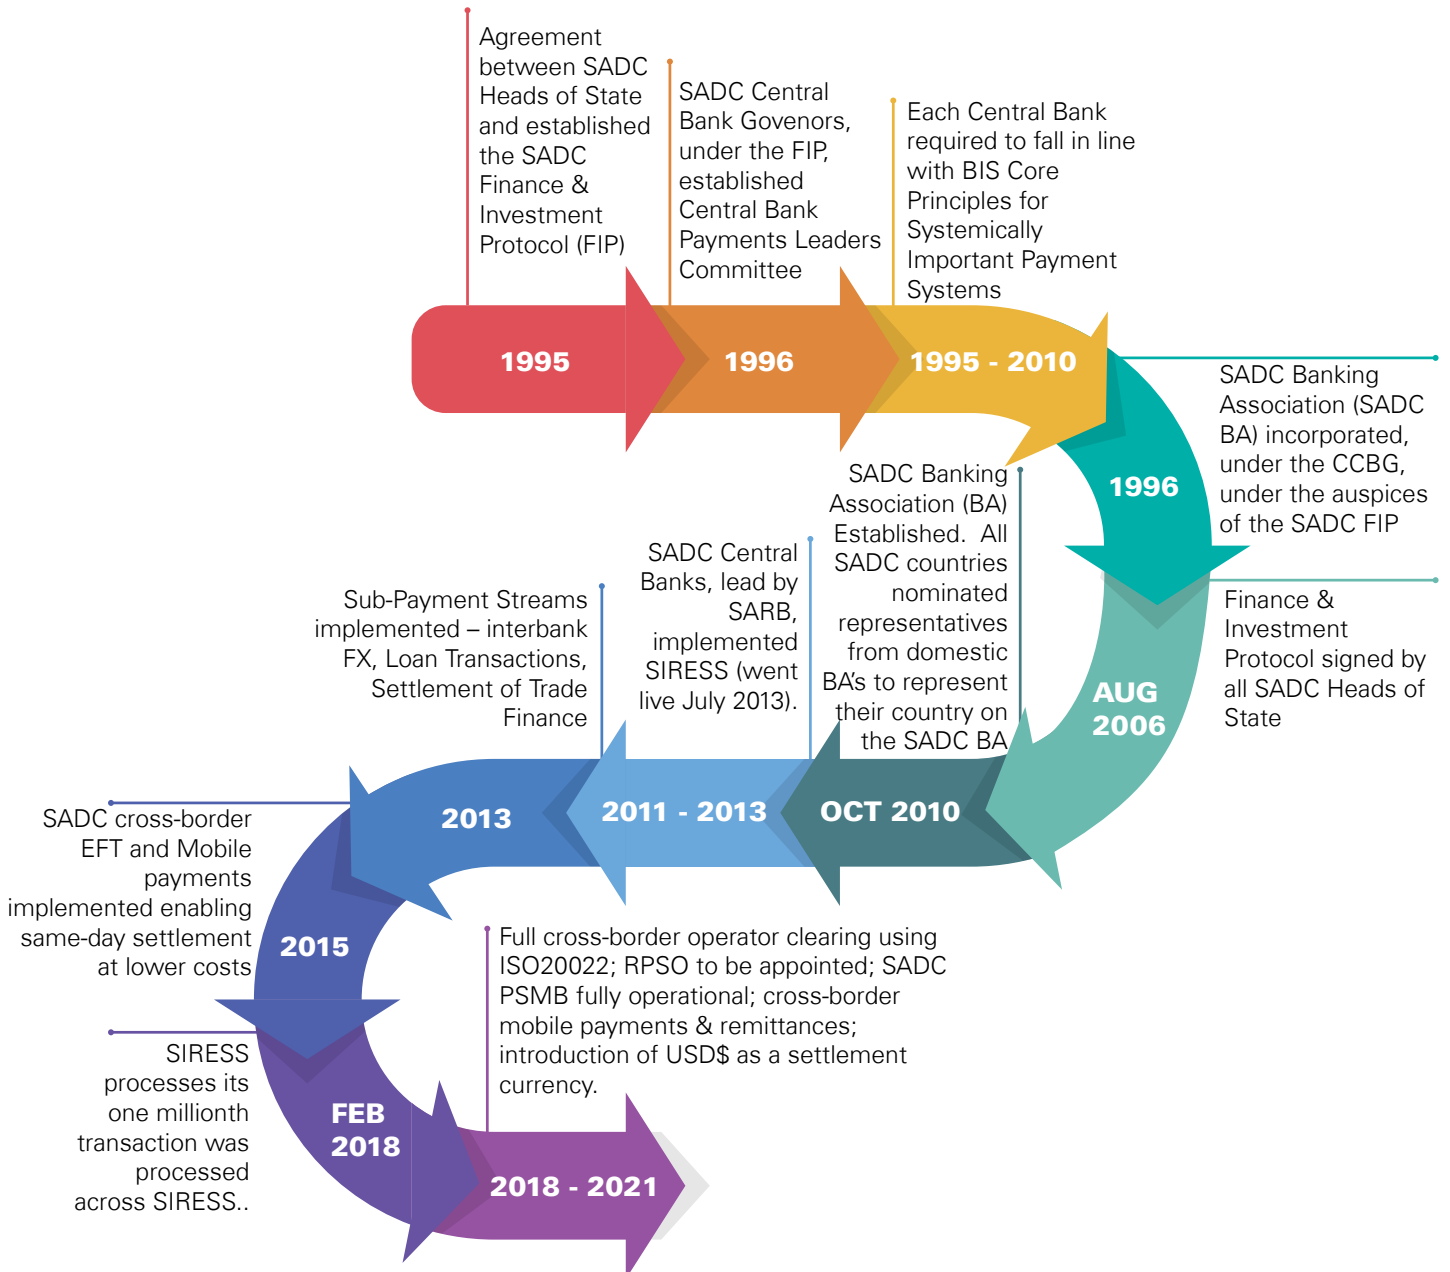 Agreement
between SADC
Heads of State
and established
the SADC
Finance &
Investment
Protocol (FIP)
SADC Central
Bank Govenors,
under the FIP,
established
Central Bank
Payments Leaders
Committee
Each Central Bank
required to fall in line
with BIS Core
Principles for
Systemically
Important Payment
Systems
1995
1996
1995 - 2010
SADC Banking
Association (SADC
BA) incorporated,
under the CCBG,
under the auspices
of the SADC FIP
1996
Finance &
Investment
Protocol signed by
all SADC Heads of
State
AUG
2006
SADC Banking
Association (BA)
Established. All
SADC countries
nominated
representatives
from domestic
BA's to represent
their country on
the SADC BA
OCT 2010
SADC Central
Banks, lead by
SARB,
implemented
SIRESS (went
live July 2013).
2011 - 2013
Sub-Payment Streams
implemented – interbank
FX, Loan Transactions,
Settlement of Trade
Finance
2013
SADC cross-border
EFT and Mobile
payments
implemented enabling
same-day settlement
at lower costs
2015
SIRESS
processes its
one millionth
transaction was
processed
across SIRESS..
FEB
2018
Full cross-border operator clearing using
ISO20022; RPSO to be appointed; SADC
PSMB fully operational; cross-border
mobile payments & remittances;
introduction of USD$ as a settlement
currency.
2018 - 2021